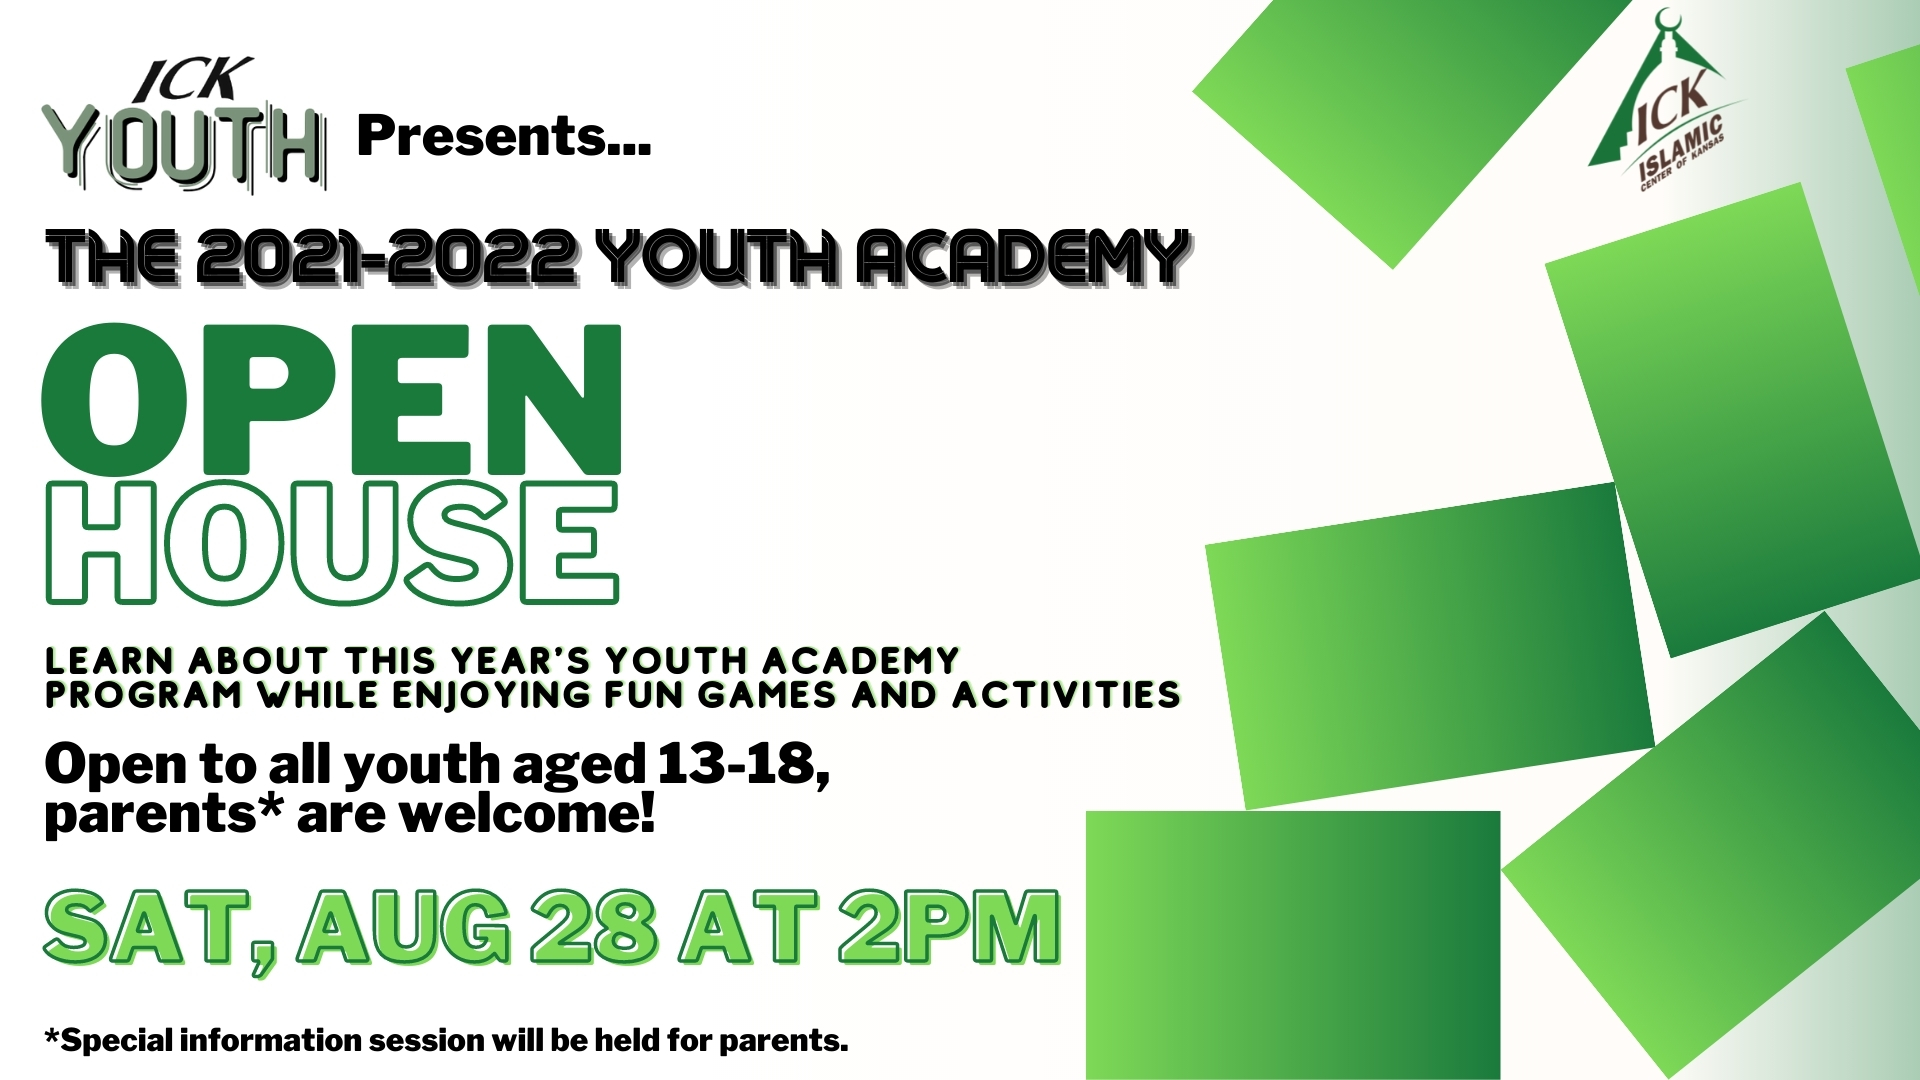 ICK
YOUTH Presents...
THE 2021-2022 YOUTH ACADEMY
OPEN
HOUSE
LEARN ABOUT THIS YEAR'S YOUTH ACADEMY
PROGRAM WHILE ENJOYING FUN GAMES AND ACTIVITIES
Open to all youth aged 13-18,
parents* are welcome!
SAT, AUG 28 AT 2PM
*Special information session will be held for parents.
ICK
ISLAMIC
CENTER OF KANSAS